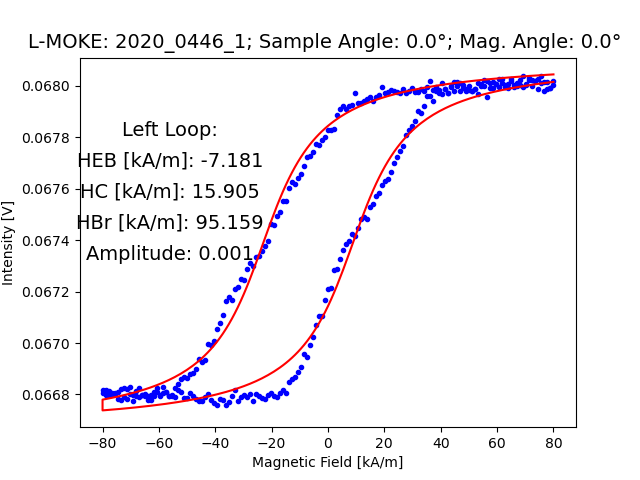 L-MOKE: 2020_0446_1; Sample Angle: 0.0°; Mag. Angle: 0.0°
0.0680
0.0678
0.0676
0.0674
0.0672
0.0670
0.0668
Intensity [V]
Left Loop:
HEB [kA/m]: -7.181
HC [kA/m]: 15.905
HBr [kA/m]: 95.159
Amplitude: 0.001
−80 −60 −40 −20 0 20 40 60 80
Magnetic Field [kA/m]